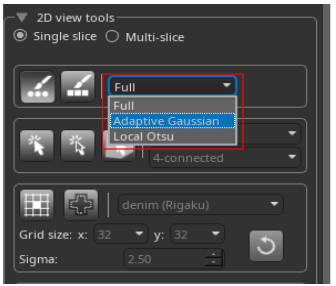 2D view tools
Single slice Multi-slice
Full
Full
Adaptive Gaussian
Local Otsu
4-connected
denim (Rigaku)
Grid size: x: 32 y: 32
Sigma: 2.50